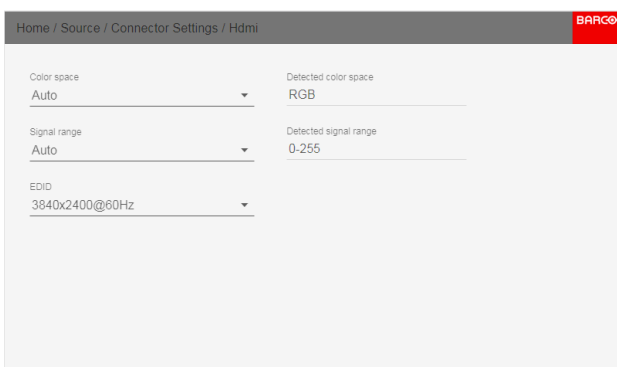 Home / Source / Connector Settings / Hdmi
BARCO
Color space
Auto
Detected color space
RGB
Signal range
Auto
Detected signal range
0-255
EDID
3840x2400@60Hz